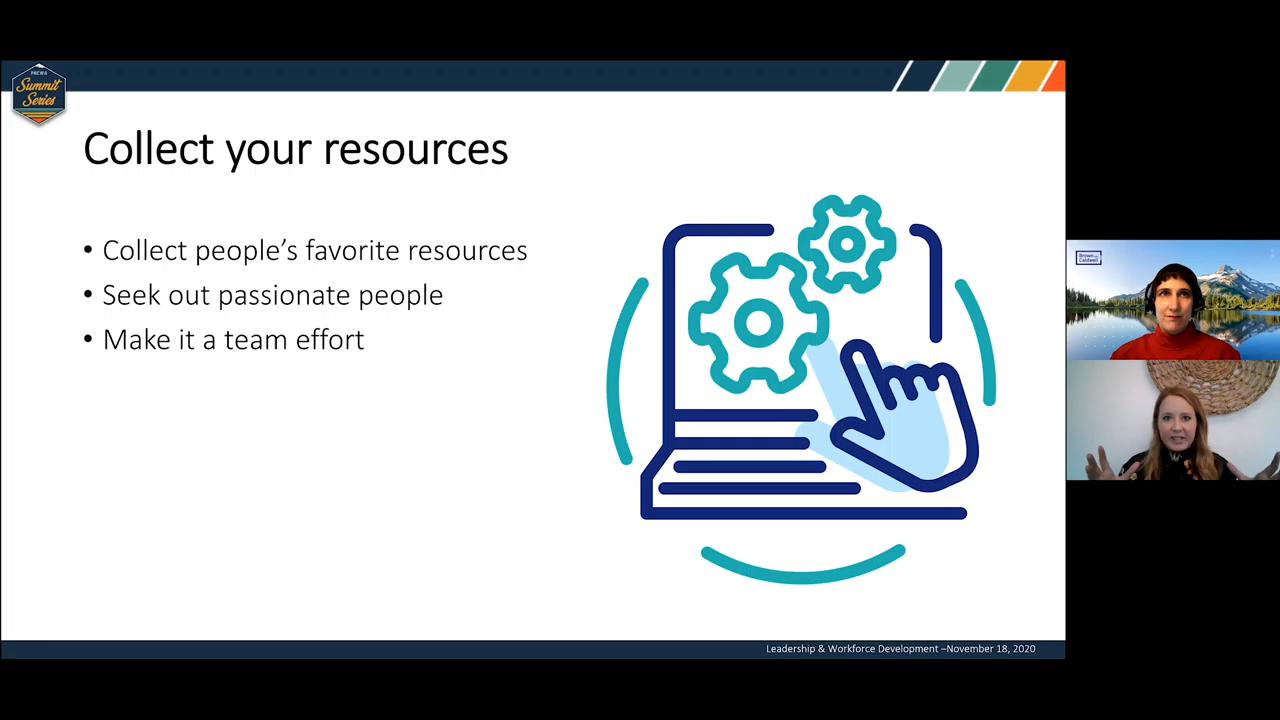 PNCWA
Summit
Series
Collect your resources
• Collect people’s favorite resources
• Seek out passionate people
• Make it a team effort
Brown and
Caldwell
Leadership & Workforce Development –November 18, 2020